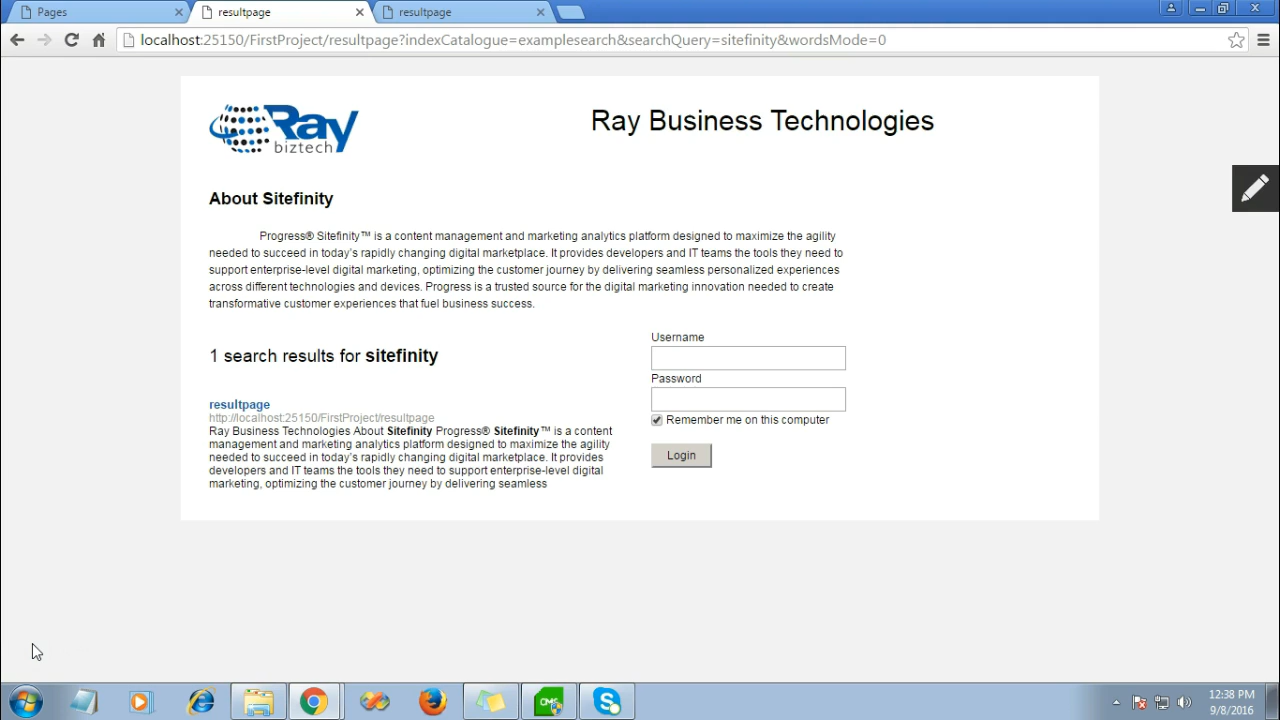 Pages
resultpage
resultpage
localhost:25150/FirstProject/resultpage?indexCatalogue=examplesearch&searchQuery=sitefinity&wordsMode=0
Ray
biztech
Ray Business Technologies
About Sitefinity
Progress® Sitefinity™ is a content management and marketing analytics platform designed to maximize the agility
needed to succeed in today's rapidly changing digital marketplace. It provides developers and IT teams the tools they need to
support enterprise-level digital marketing, optimizing the customer journey by delivering seamless personalized experiences
across different technologies and devices. Progress is a trusted source for the digital marketing innovation needed to create
transformative customer experiences that fuel business success.
1 search results for sitefinity
resultpage
http://localhost:25150/FirstProject/resultpage
Ray Business Technologies About Sitefinity Progress® Sitefinity™ is a content
management and marketing analytics platform designed to maximize the agility
needed to succeed in today's rapidly changing digital marketplace. It provides
developers and IT teams the tools they need to support enterprise-level digital
marketing, optimizing the customer journey by delivering seamless
Username
Password
Remember me on this computer
Login
CMS
12:38 PM
9/8/2016